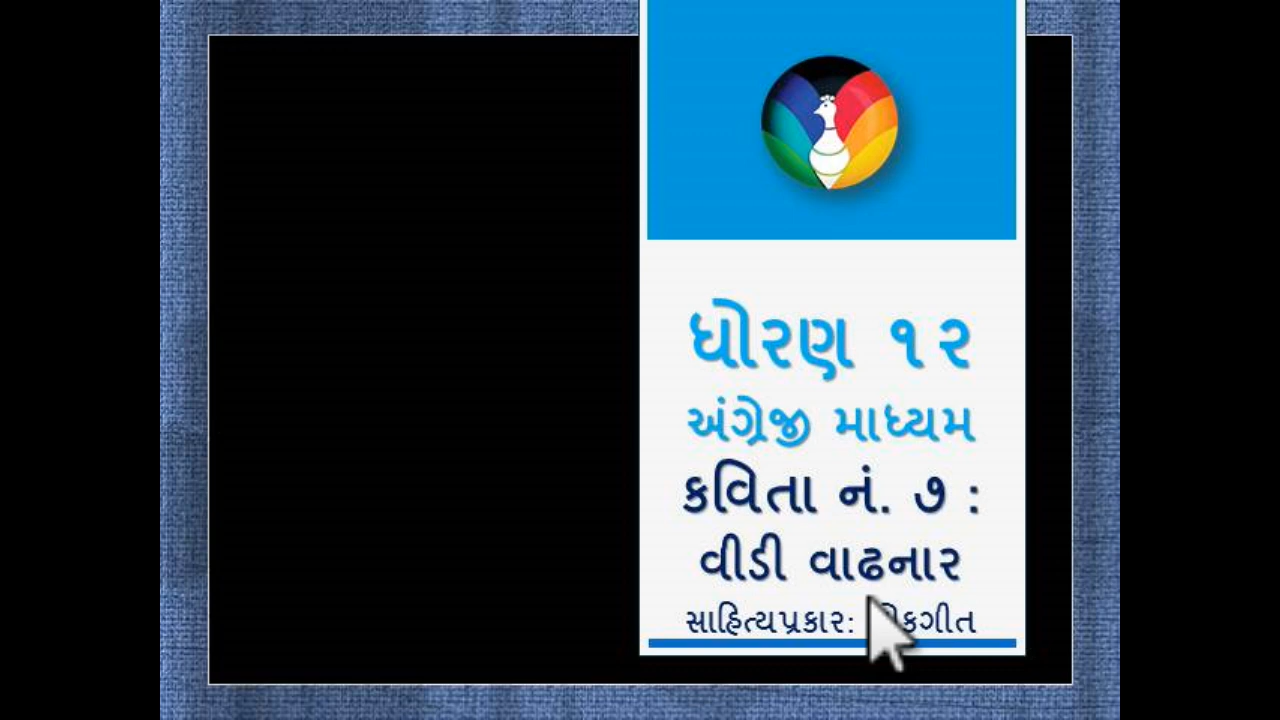 ધોરણ ૧૨
અંગ્રેજી માધ્યમ
કવિતા નં. ૭ :
વીડી વાઢનાર
સાહિત્યપ્રકાર: